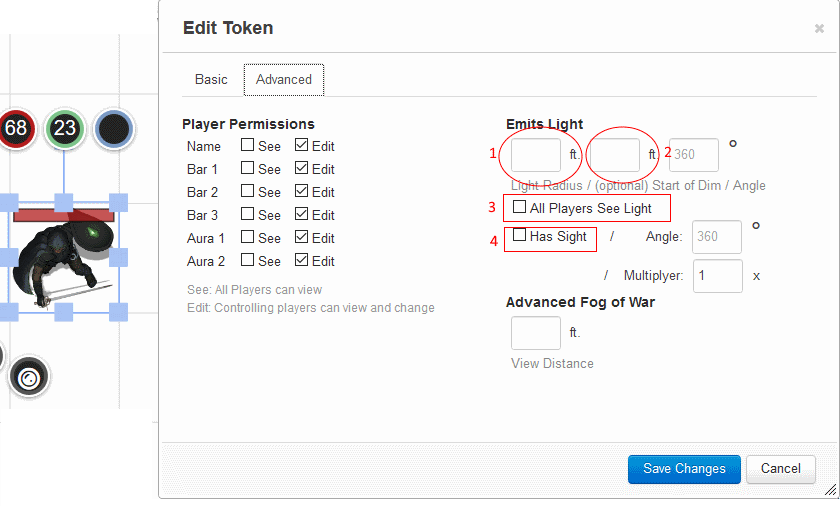 Edit Token
×
Basic Advanced
68 23
Player Permissions
Name See Edit
Bar 1 See Edit
Bar 2 See Edit
Bar 3 See Edit
Aura 1 See Edit
Aura 2 See Edit
See: All Players can view
Edit: Controlling players can view and change
Emits Light
1 ft. ft. 2 360 °
Light Radius / (optional) Start of Dim / Angle
3 All Players See Light
4 Has Sight / Angle: 360 °
/ Multiplyer: 1 x
Advanced Fog of War
ft.
View Distance
Save Changes Cancel